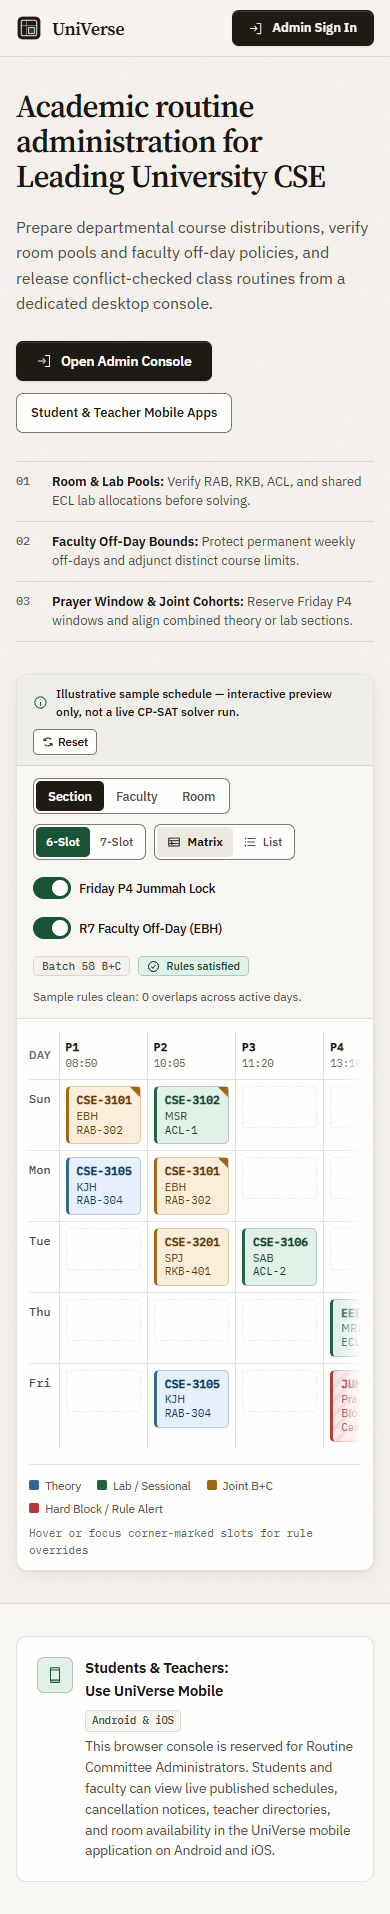 UniVerse
Admin Sign In
Academic routine
administration for
Leading University CSE
Prepare departmental course distributions, verify
room pools and faculty off-day policies, and
release conflict-checked class routines from a
dedicated desktop console.
Open Admin Console
Student & Teacher Mobile Apps
01 Room & Lab Pools: Verify RAB, RKB, ACL, and shared
ECL lab allocations before solving.
02 Faculty Off-Day Bounds: Protect permanent weekly
off-days and adjunct distinct course limits.
03 Prayer Window & Joint Cohorts: Reserve Friday P4
windows and align combined theory or lab sections.
Illustrative sample schedule — interactive preview
only, not a live CP-SAT solver run.
Reset
Section Faculty Room
6-Slot 7-Slot Matrix List
Friday P4 Jummah Lock
R7 Faculty Off-Day (EBH)
Batch 58 B+C Rules satisfied
Sample rules clean: 0 overlaps across active days.
DAY P1 P2 P3 P4
08:50 10:05 11:20
Sun CSE-3101 CSE-3102
EBH MSR
RAB-302 ACL-1
Mon CSE-3105 CSE-3101
KJH EBH
RAB-304 RAB-302
Tue CSE-3201 CSE-3106
SPJ SAB
RKB-401 ACL-2
Thu
Fri CSE-3105
KJH
RAB-304
Theory Lab / Sessional Joint B+C
Hard Block / Rule Alert
Hover or focus corner-marked slots for rule
overrides
Students & Teachers:
Use UniVerse Mobile
Android & iOS
This browser console is reserved for Routine
Committee Administrators. Students and
faculty can view live published schedules,
cancellation notices, teacher directories,
and room availability in the UniVerse mobile
application on Android and iOS.